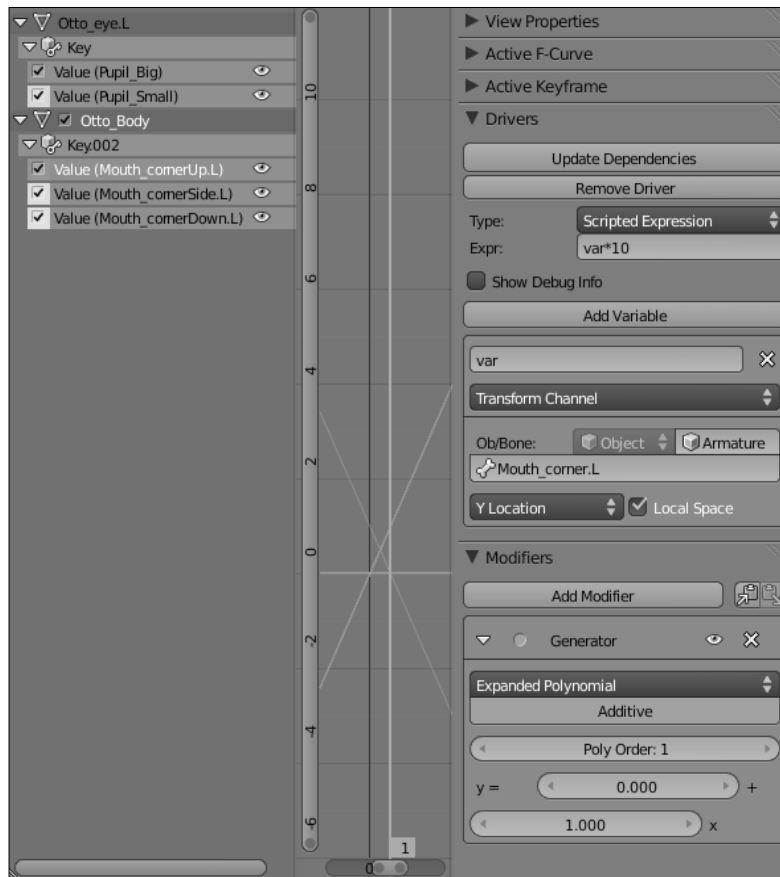 Otto_eye.L
Key
Value (Pupil_Big)
Value (Pupil_Small)
Otto_Body
Key.002
Value (Mouth_cornerUp.L)
Value (Mouth_cornerSide.L)
Value (Mouth_cornerDown.L)
10
8
6
4
2
0
-2
-4
-6
1
0
View Properties
Active F-Curve
Active Keyframe
Drivers
Update Dependencies
Remove Driver
Type: Scripted Expression
Expr: var*10
Show Debug Info
Add Variable
var
Transform Channel
Ob/Bone: Object Armature
Mouth_corner.L
Y Location Local Space
Modifiers
Add Modifier
Generator
Expanded Polynomial
Additive
Poly Order: 1
y = 0.000 +
1.000 x